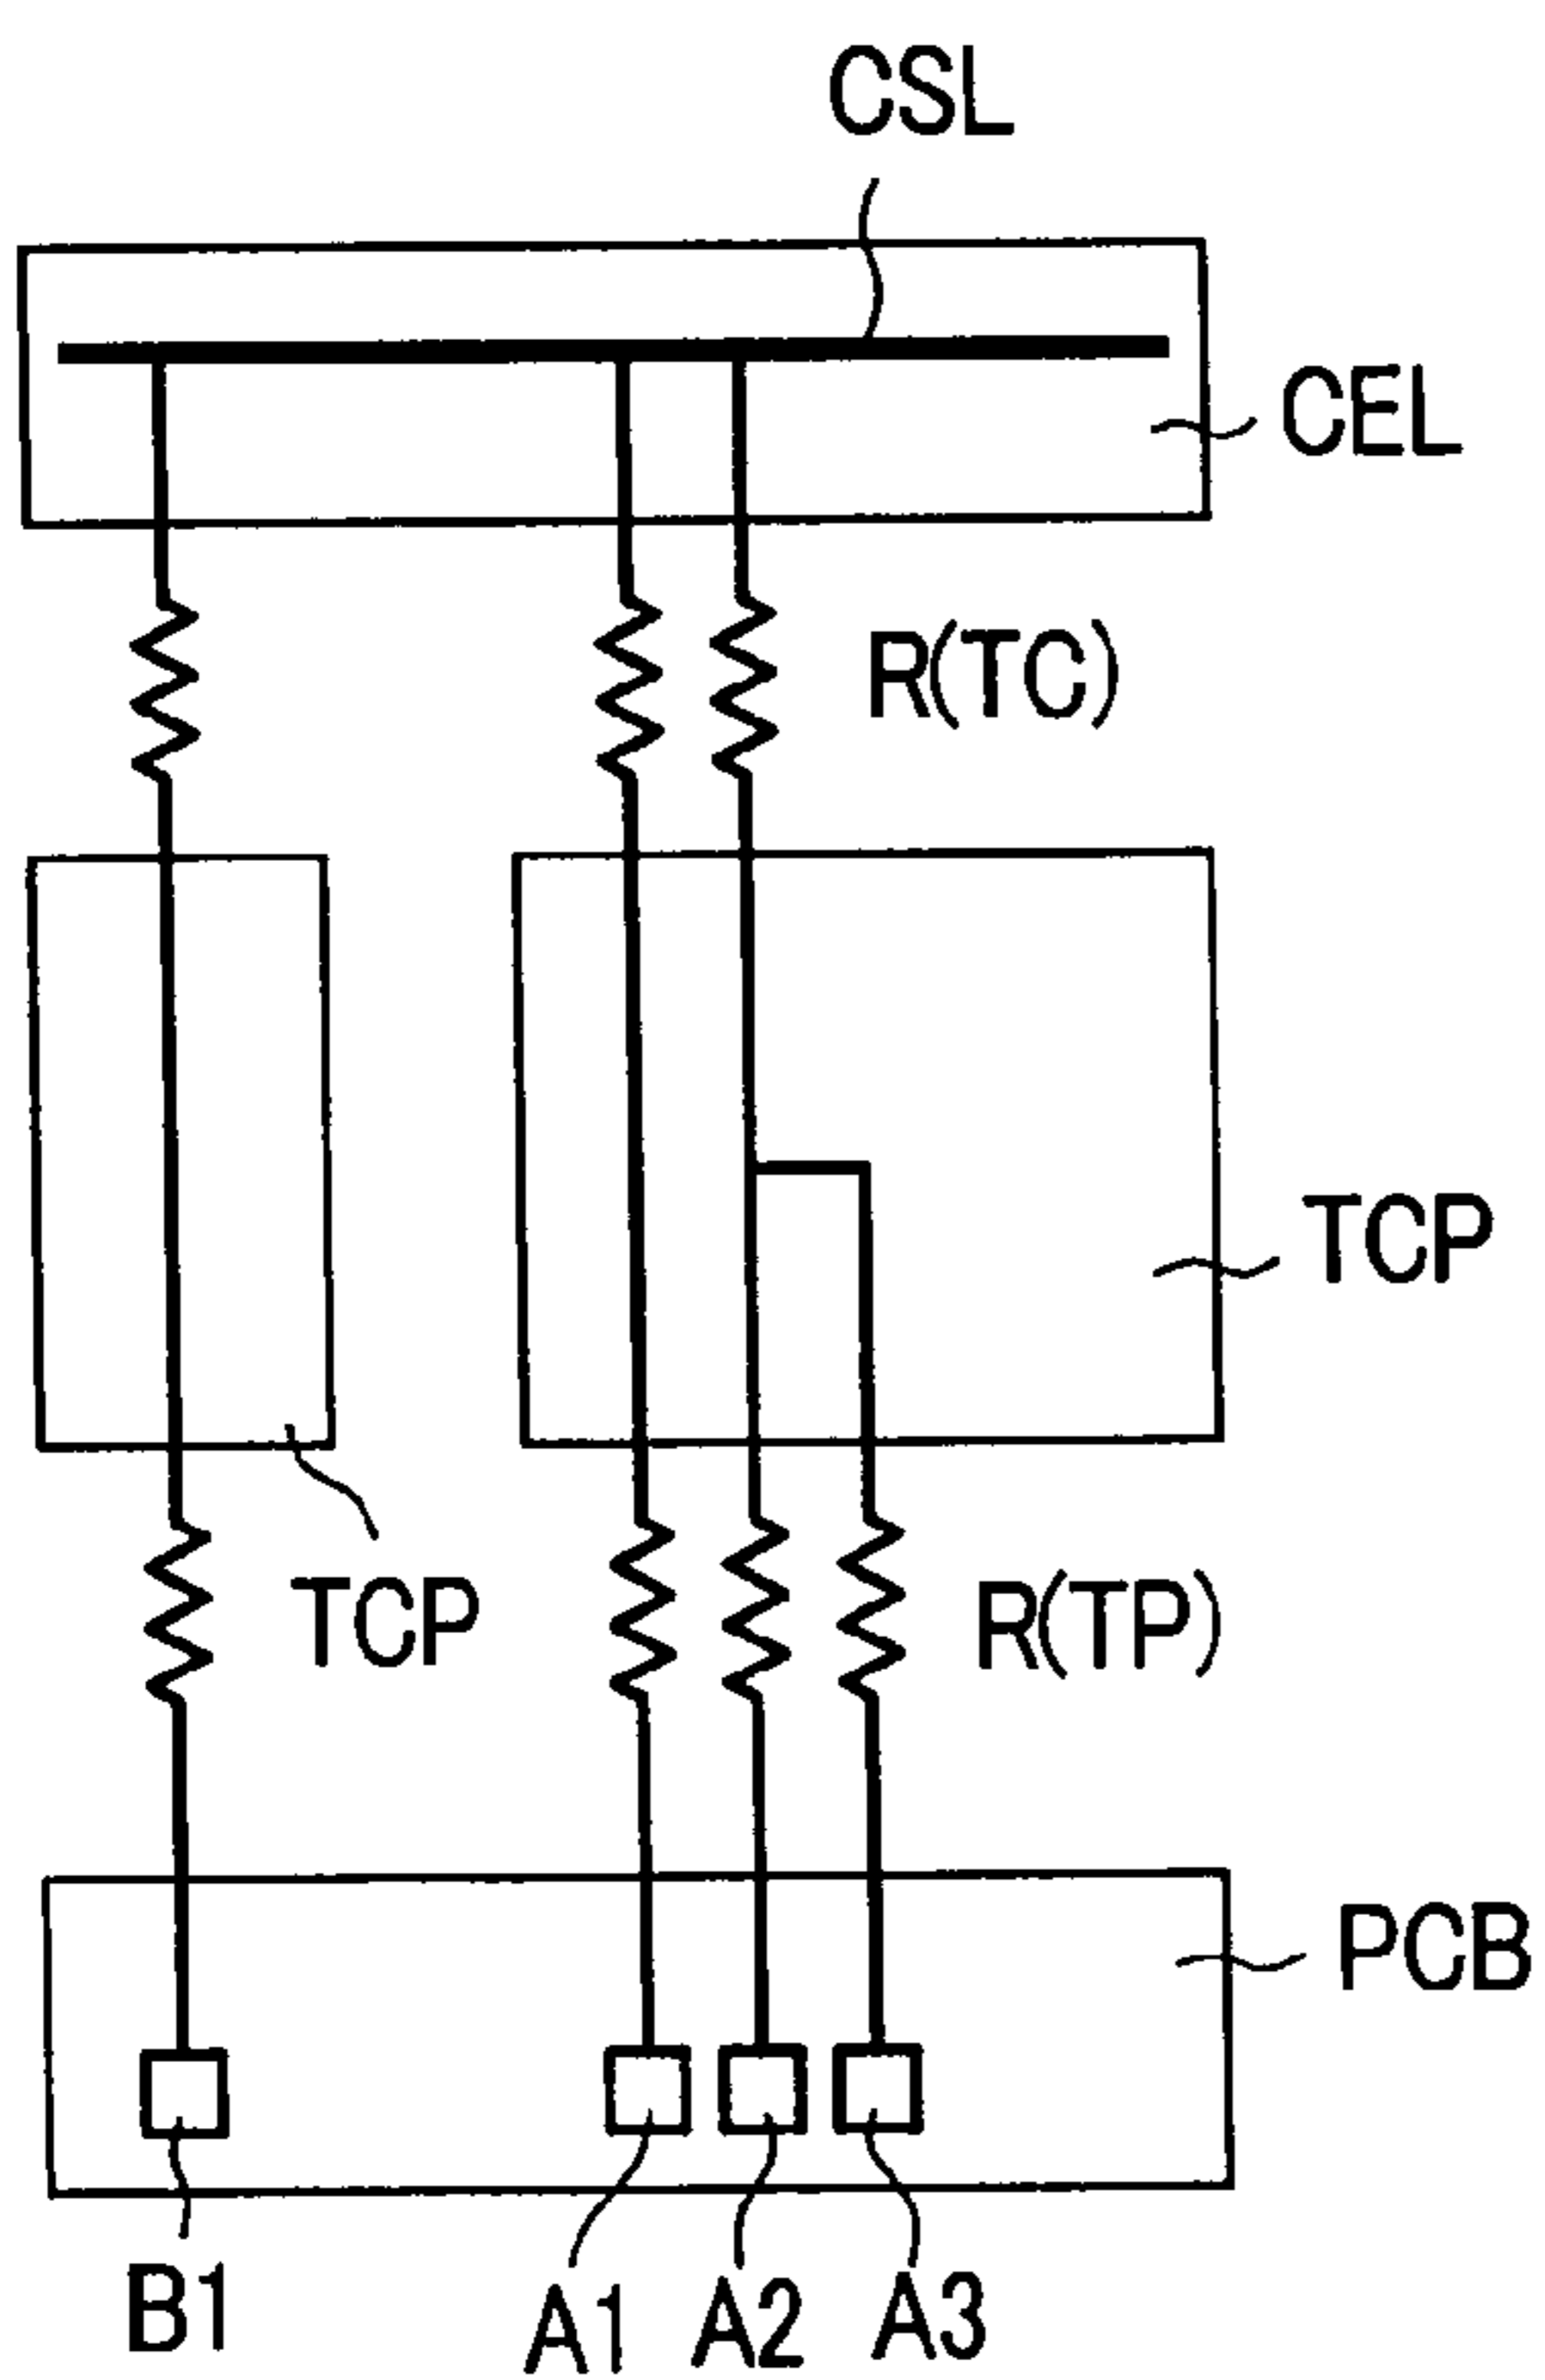 CSL
CEL
R(TC)
TCP
TCP
R(TP)
PCB
B1
A1
A2
A3